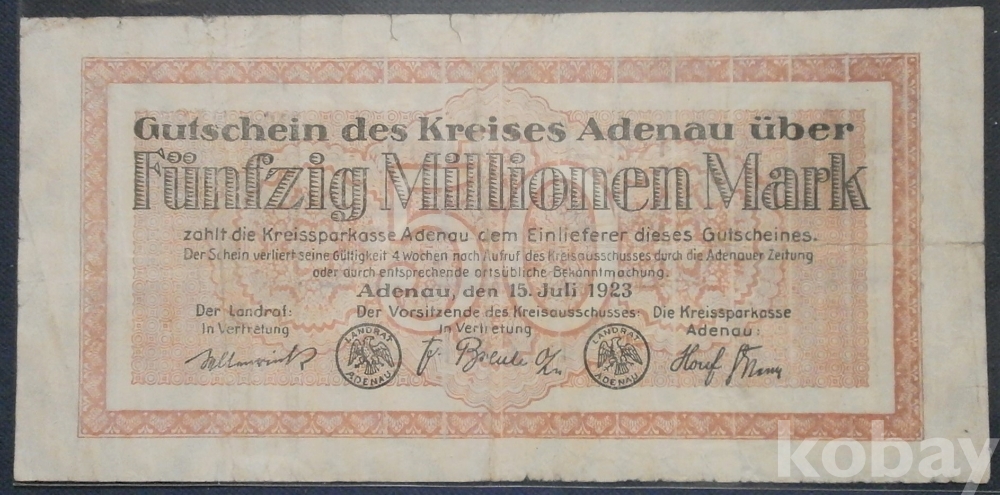 Gutschein des Kreises Adenau über
Fünfzig Millionen Mark
50
zahlt die Kreissparkasse Adenau dem Einlieferer dieses Gutscheines.
Der Schein verliert seine Gültigkeit 4 Wochen nach Aufruf des Kreisausschusses durch die Adenauer Zeitung
oder durch entsprechende ortsübliche Bekanntmachung.
Adenau, den 15. Juli 1923
Der Landrat: Der Vorsitzende des Kreisausschusses: Die Kreissparkasse
In Vertretung In Vertretung Adenau:
LANDRAT ADENAU LANDRAT ADENAU
kobay